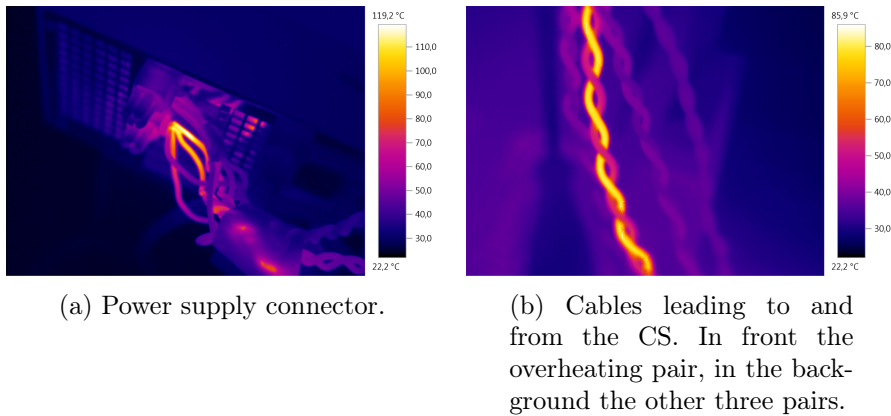 119,2 °C
110,0
100,0
90,0
80,0
70,0
60,0
50,0
40,0
30,0
22,2 °C
85,9 °C
80,0
70,0
60,0
50,0
40,0
30,0
22,2 °C
(a) Power supply connector.
(b) Cables leading to and
from the CS. In front the
overheating pair, in the back-
ground the other three pairs.